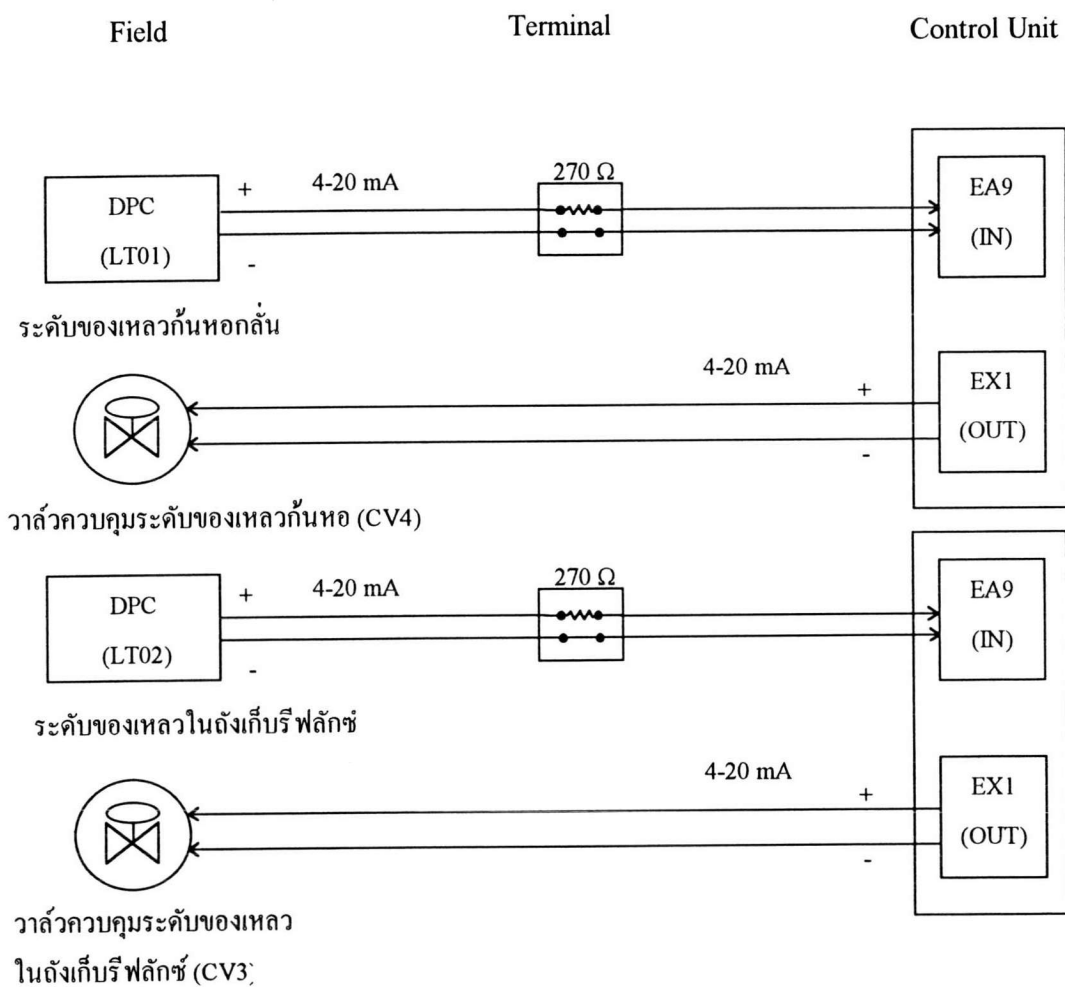 Field Terminal Control Unit
270 Ω
+ 4-20 mA
DPC
(LT01)
-
EA9
(IN)
ระดับของเหลวก้นหอกลั่น
4-20 mA +
-
EX1
(OUT)
วาล์วควบคุมระดับของเหลวก้นหอ (CV4)
270 Ω
+ 4-20 mA
DPC
(LT02)
-
EA9
(IN)
ระดับของเหลวในถังเก็บรีฟลักซ์
4-20 mA +
-
EX1
(OUT)
วาล์วควบคุมระดับของเหลว
ในถังเก็บรีฟลักซ์ (CV3)